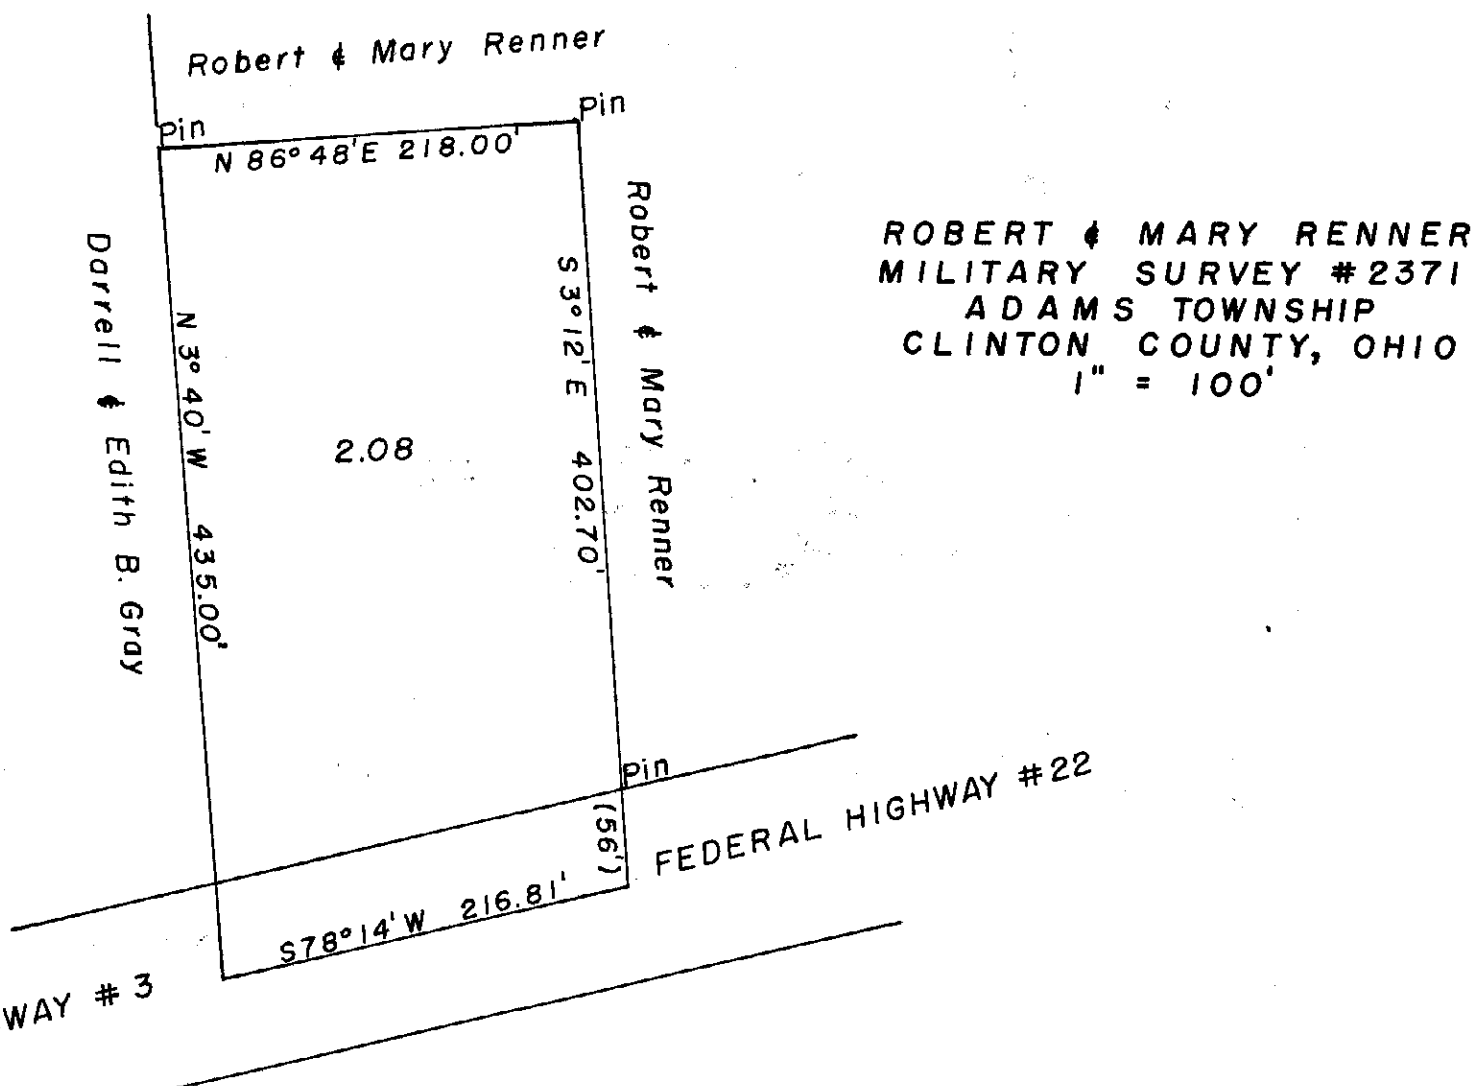 Robert & Mary Renner
Pin
Pin
N 86° 48' E 218.00'
Darrell & Edith B. Gray
N 3° 40' W 435.00'
2.08
S 3° 12' E 402.70'
Robert & Mary Renner
ROBERT & MARY RENNER
MILITARY SURVEY #2371
ADAMS TOWNSHIP
CLINTON COUNTY, OHIO
1" = 100'
Pin
(56')
FEDERAL HIGHWAY #22
S78°14' W 216.81'
WAY #3